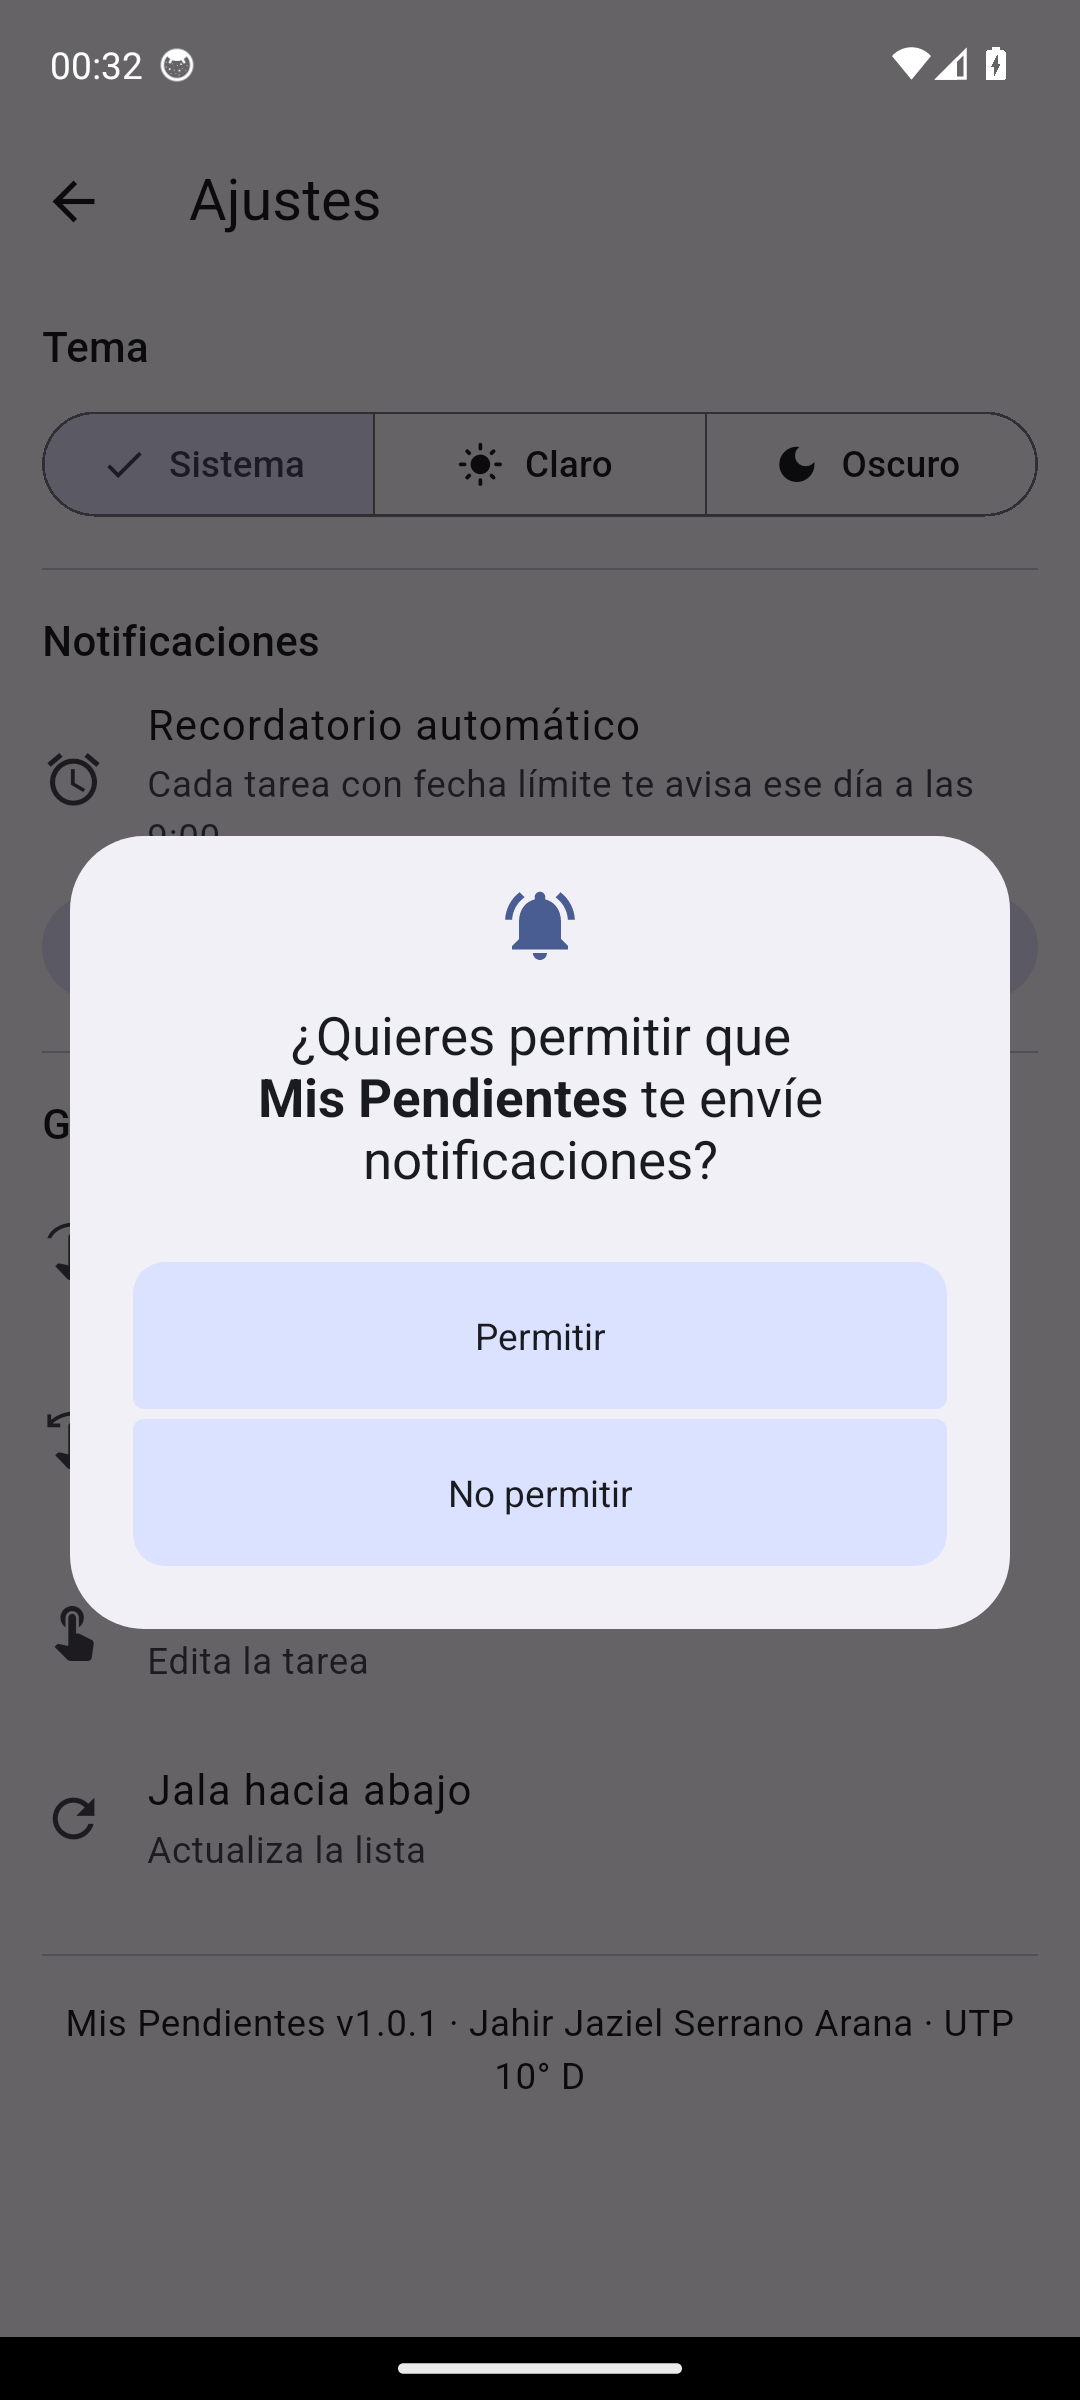 00:32
Ajustes
Tema
Sistema
Claro
Oscuro
Notificaciones
Recordatorio automático
Cada tarea con fecha límite te avisa ese día a las
9:00
¿Quieres permitir que
Mis Pendientes te envíe
notificaciones?
Permitir
No permitir
Edita la tarea
Jala hacia abajo
Actualiza la lista
Mis Pendientes v1.0.1 · Jahir Jaziel Serrano Arana · UTP
10° D